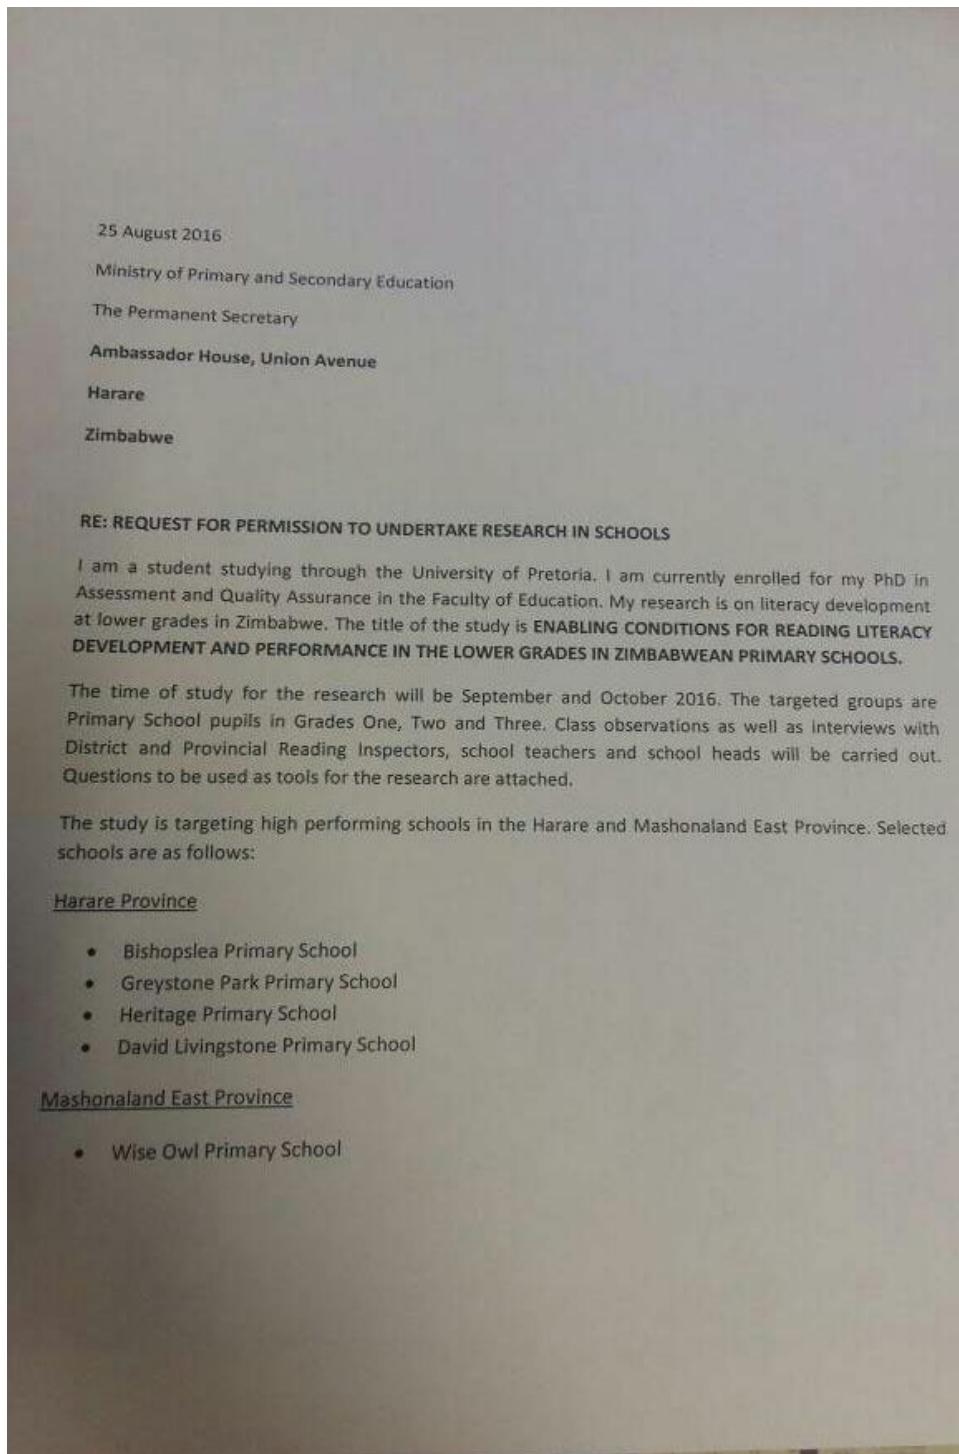 25 August 2016
Ministry of Primary and Secondary Education
The Permanent Secretary
Ambassador House, Union Avenue
Harare
Zimbabwe
RE: REQUEST FOR PERMISSION TO UNDERTAKE RESEARCH IN SCHOOLS
I am a student studying through the University of Pretoria. I am currently enrolled for my PhD in
Assessment and Quality Assurance in the Faculty of Education. My research is on literacy development
at lower grades in Zimbabwe. The title of the study is ENABLING CONDITIONS FOR READING LITERACY
DEVELOPMENT AND PERFORMANCE IN THE LOWER GRADES IN ZIMBABWEAN PRIMARY SCHOOLS.
The time of study for the research will be September and October 2016. The targeted groups are
Primary School pupils in Grades One, Two and Three. Class observations as well as interviews with
District and Provincial Reading Inspectors, school teachers and school heads will be carried out.
Questions to be used as tools for the research are attached.
The study is targeting high performing schools in the Harare and Mashonaland East Province. Selected
schools are as follows:
Harare Province
• Bishopslea Primary School
• Greystone Park Primary School
• Heritage Primary School
• David Livingstone Primary School
Mashonaland East Province
• Wise Owl Primary School